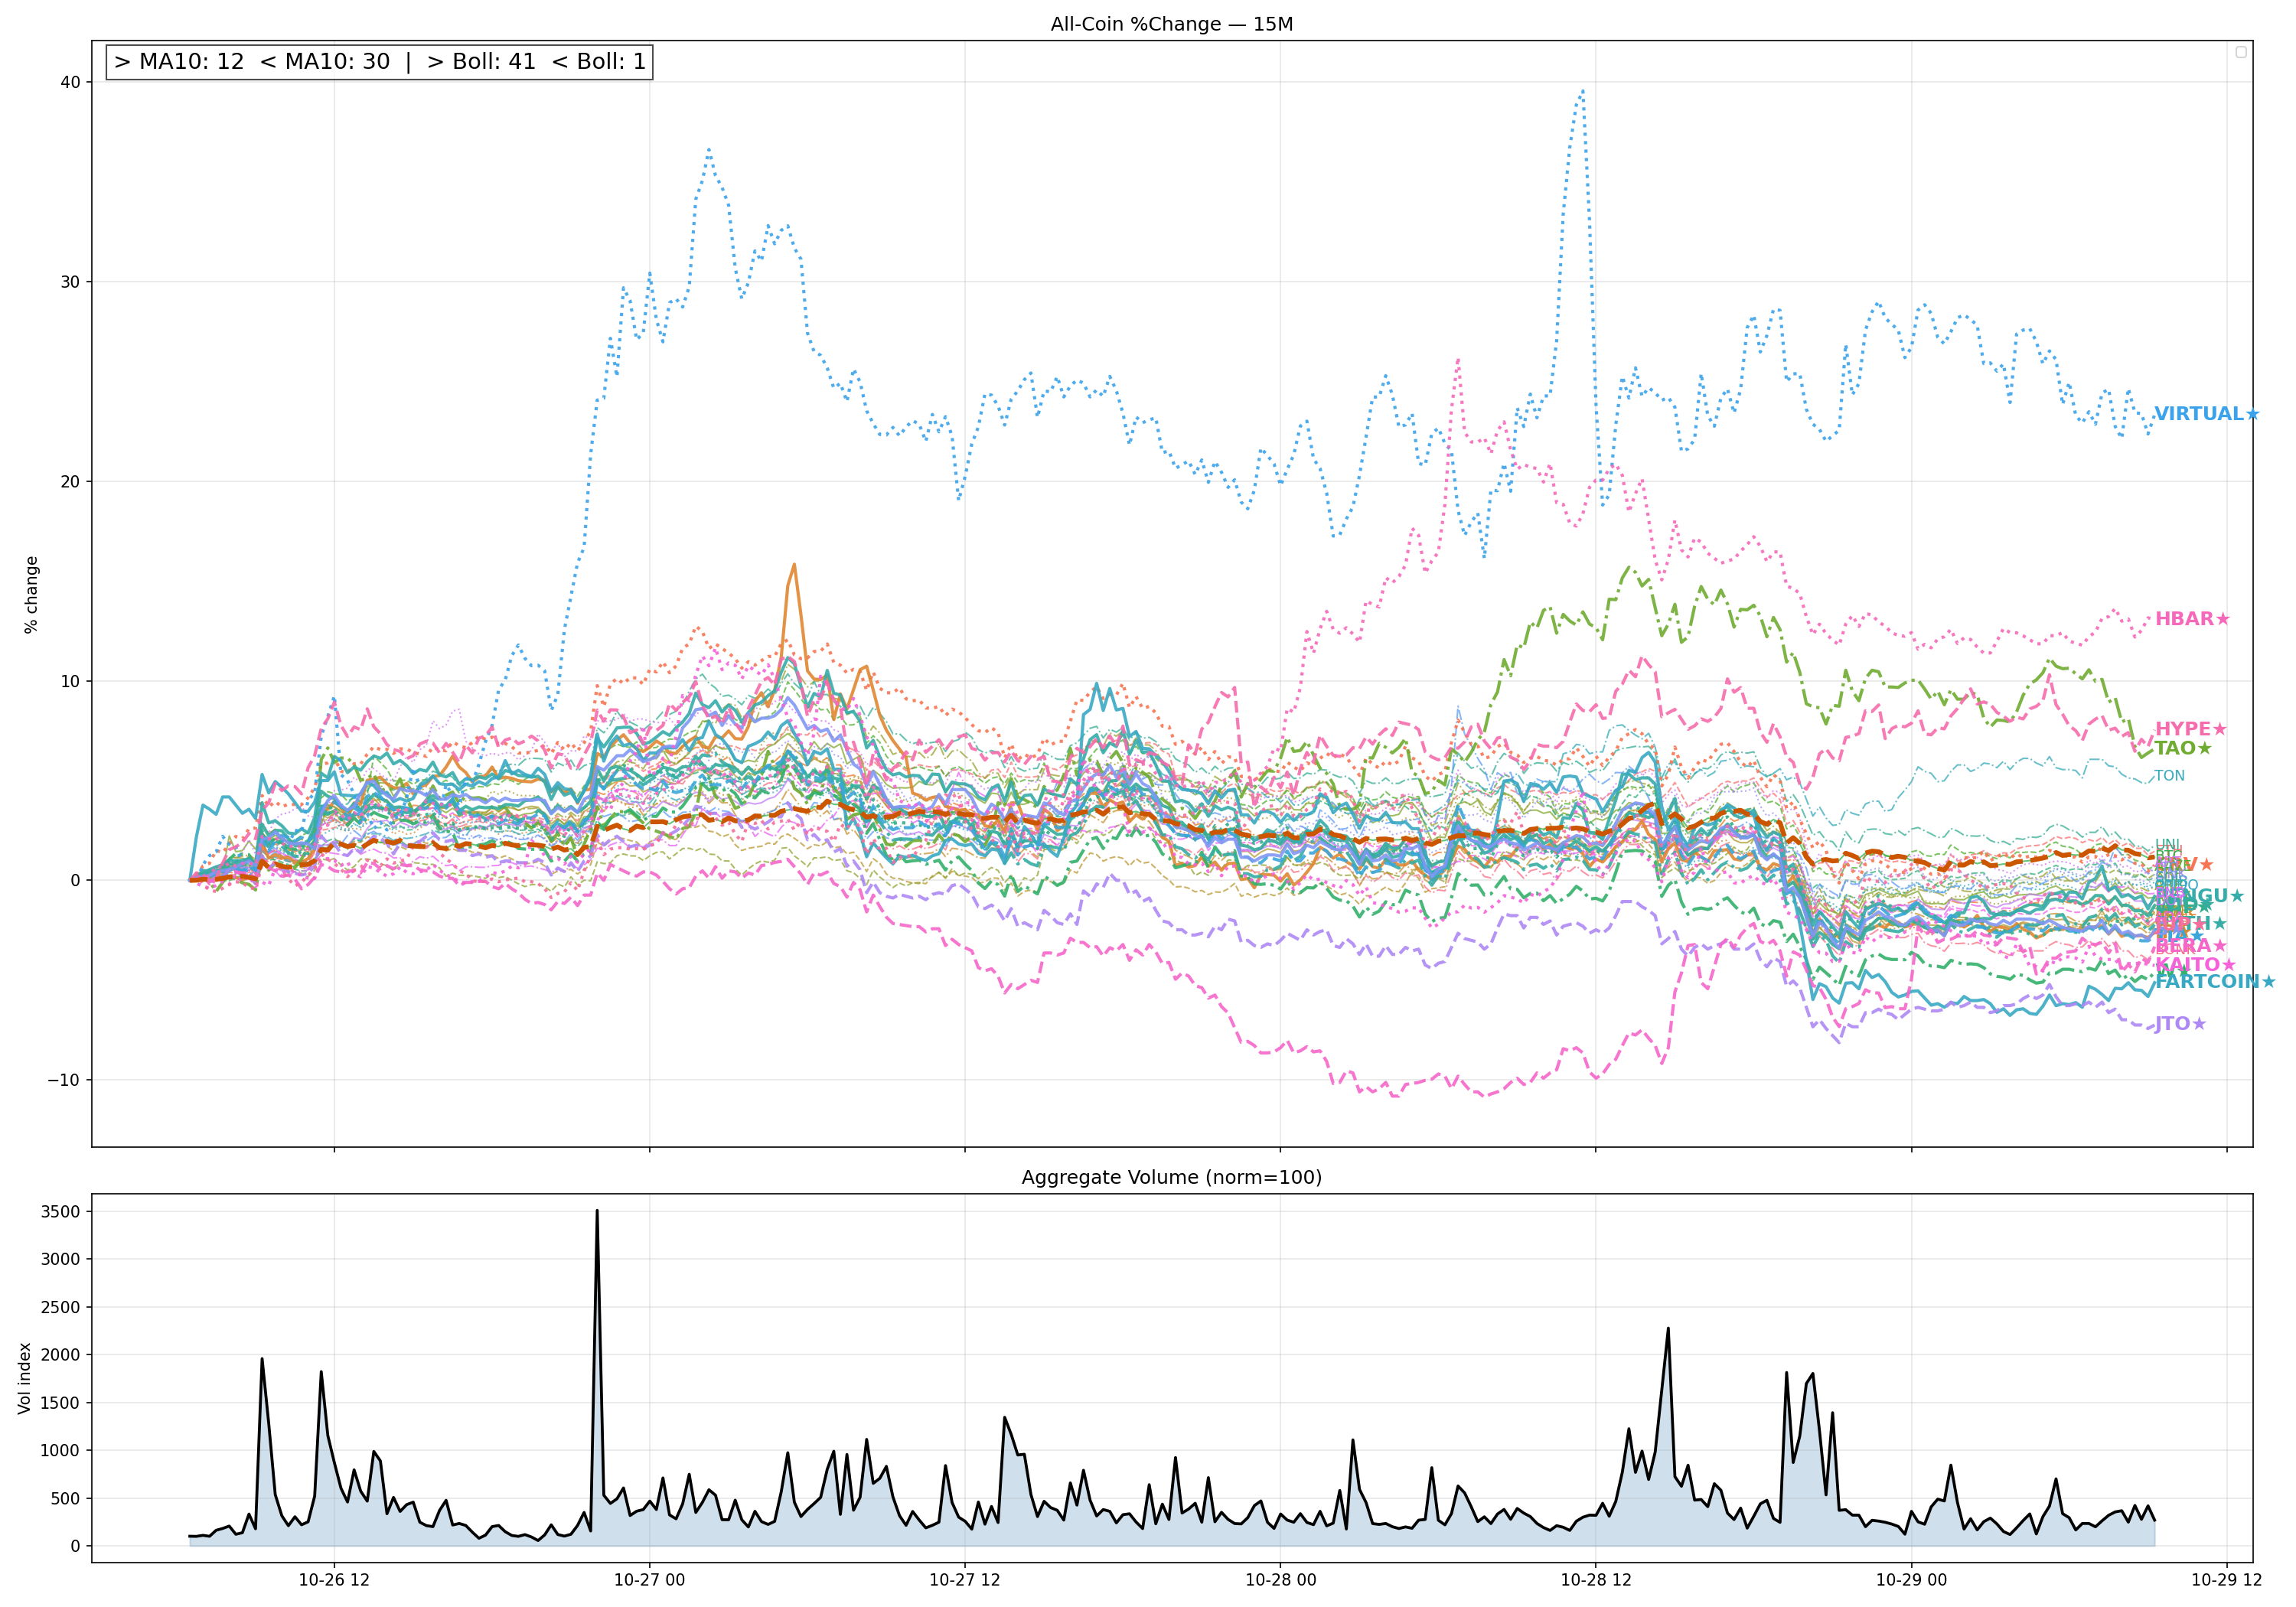 All-Coin %Change — 15M
> MA10: 12  < MA10: 30  |  > Boll: 41  < Boll: 1
% change
40
30
20
10
0
−10
VIRTUAL★
HBAR★
HYPE★
TAO★
TON
UNI
BERA★
KAITO★
FARTCOIN★
JTO★
Aggregate Volume (norm=100)
Vol index
3500
3000
2500
2000
1500
1000
500
0
10-26 12
10-27 00
10-27 12
10-28 00
10-28 12
10-29 00
10-29 12